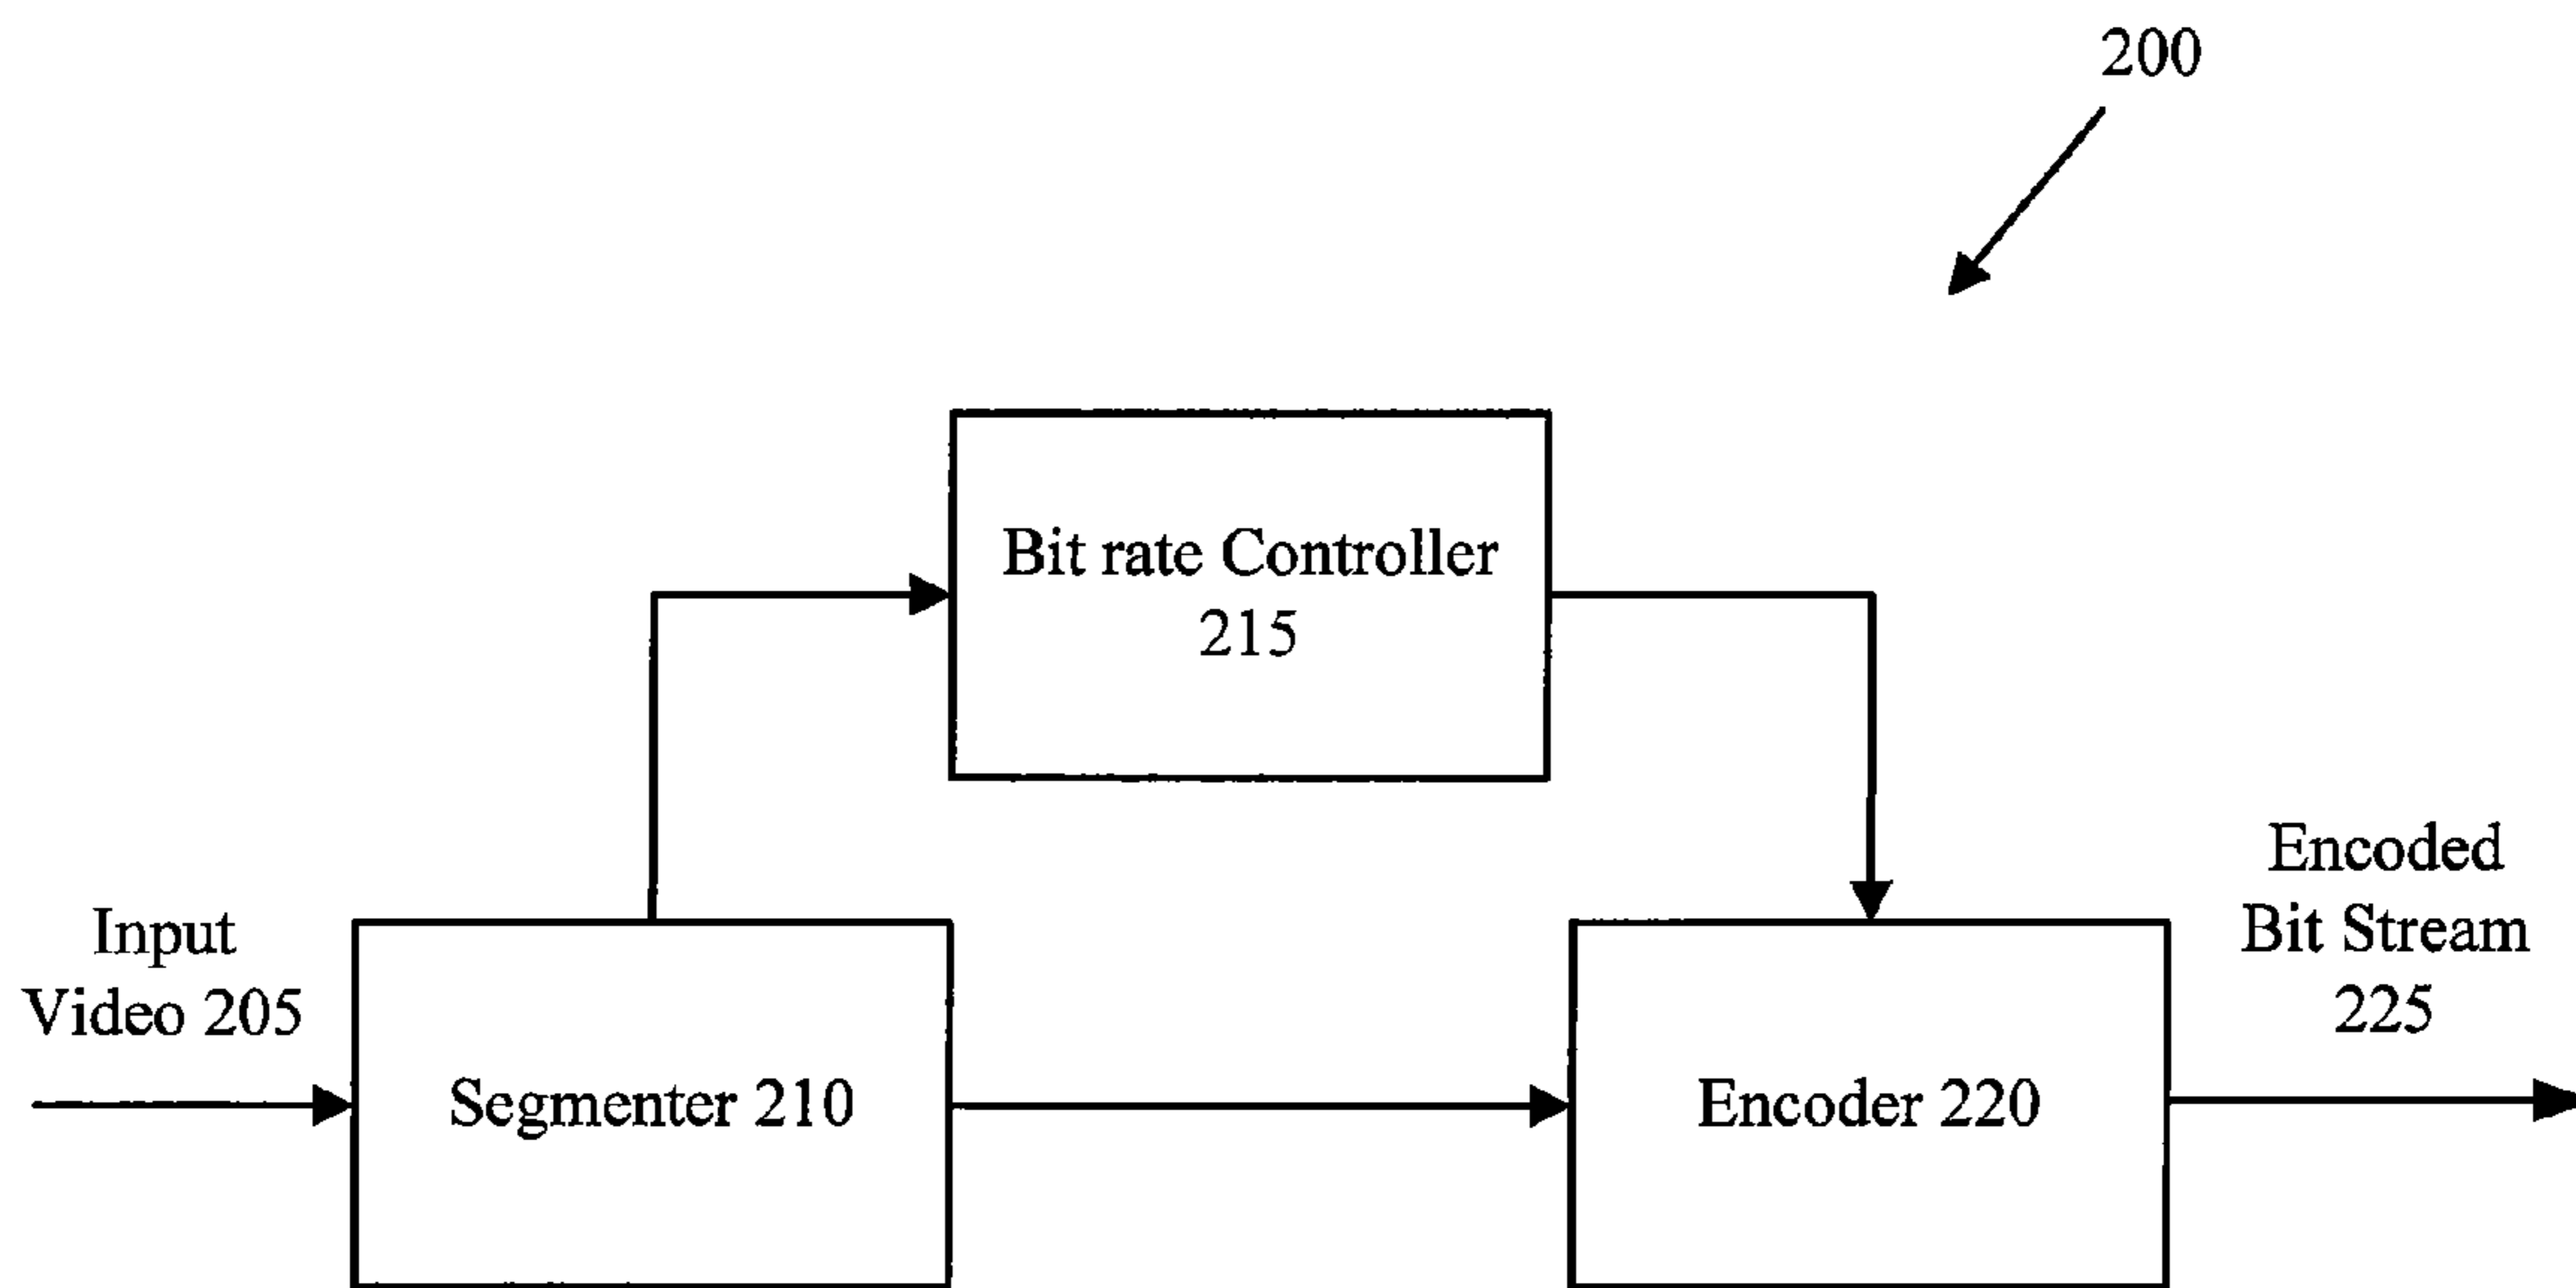 200
Bit rate Controller
215
Input
Video 205
Segmenter 210
Encoder 220
Encoded
Bit Stream
225